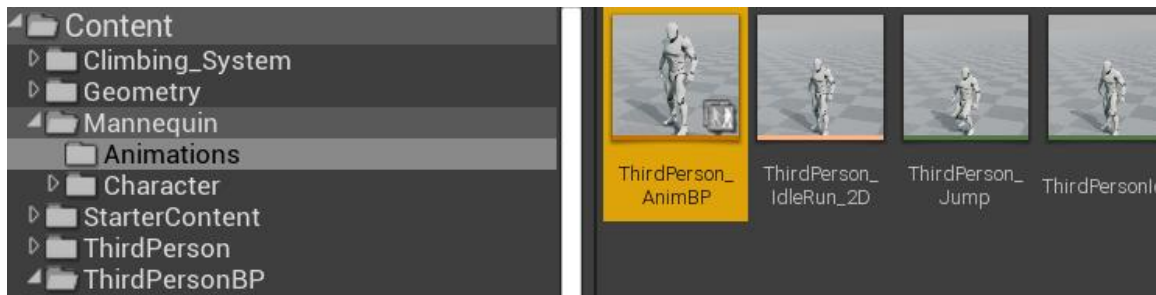 Content
Climbing_System
Geometry
Mannequin
Animations
Character
StarterContent
ThirdPerson
ThirdPersonBP
ThirdPerson_
AnimBP
ThirdPerson_
IdleRun_2D
ThirdPerson_
Jump